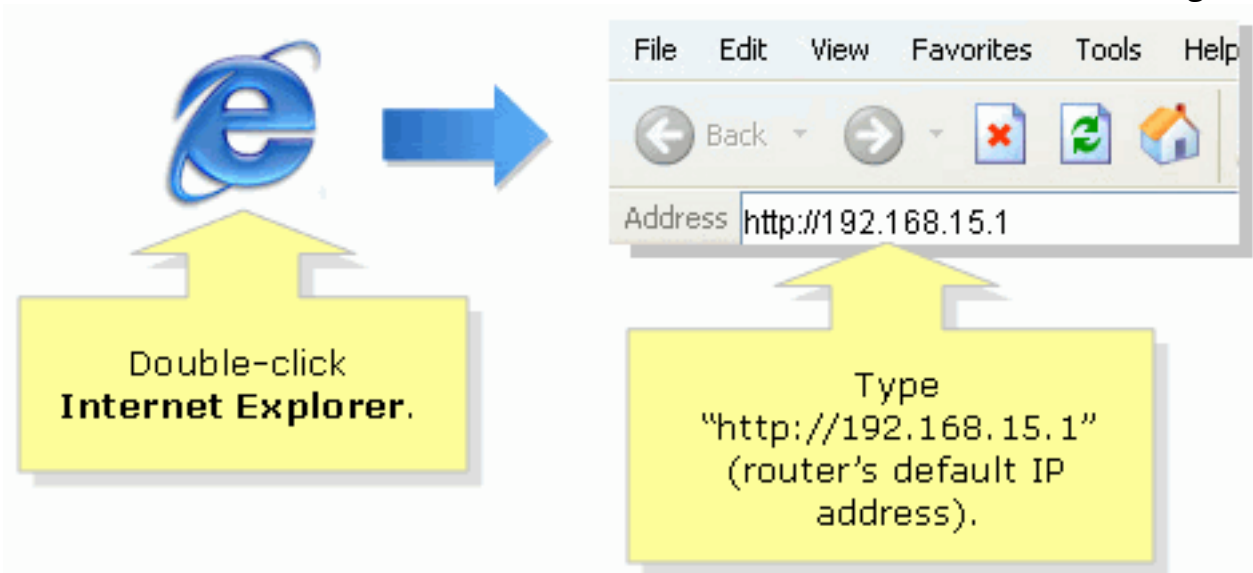 File Edit View Favorites Tools Help
Back
Address http://192.168.15.1
Double-click
Internet Explorer.
Type
“http://192.168.15.1”
(router’s default IP
address).